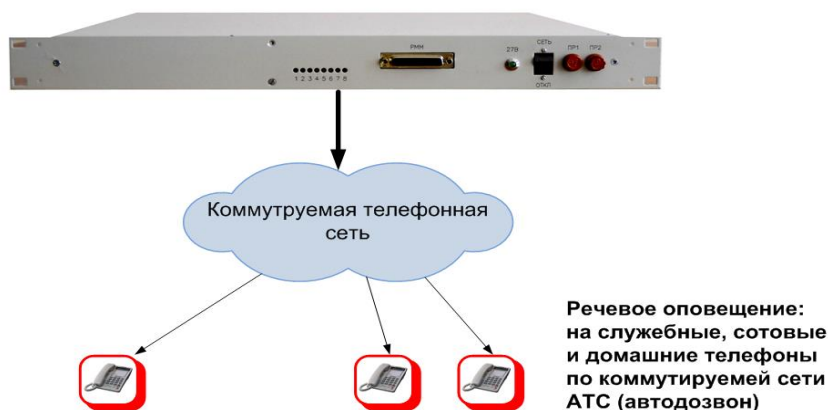 РММ
27В
СЕТЬ
ПР1 ПР2
1 2 3 4 5 6 7 8
ОТКЛ
Коммутруемая телефонная
сеть
Речевое оповещение:
на служебные, сотовые
и домашние телефоны
по коммутируемей сети
АТС (автодозвон)